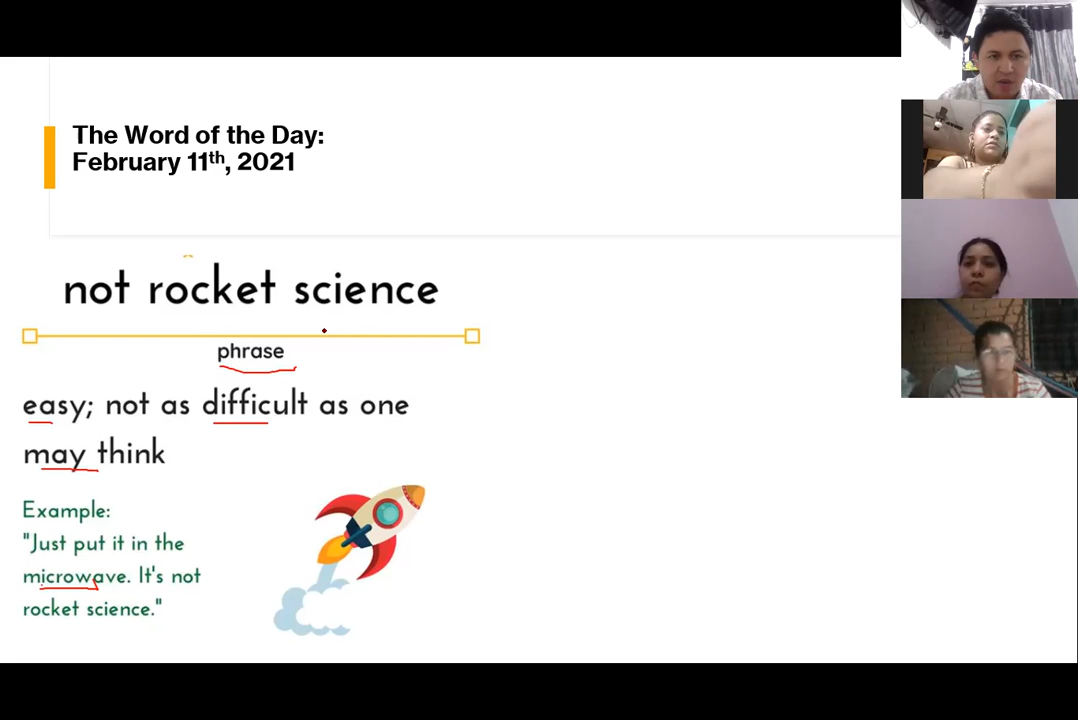 The Word of the Day:
February 11th, 2021
not rocket science
phrase
easy; not as difficult as one
may think
Example:
"Just put it in the
microwave. It's not
rocket science."